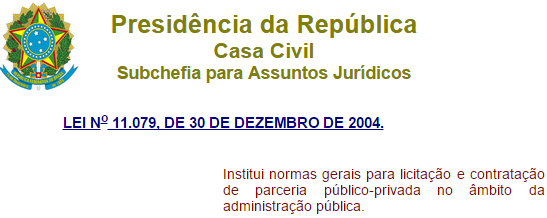 Presidência da República
Casa Civil
Subchefia para Assuntos Jurídicos
LEI Nº 11.079, DE 30 DE DEZEMBRO DE 2004.
Institui normas gerais para licitação e contratação
de parceria público-privada no âmbito da
administração pública.